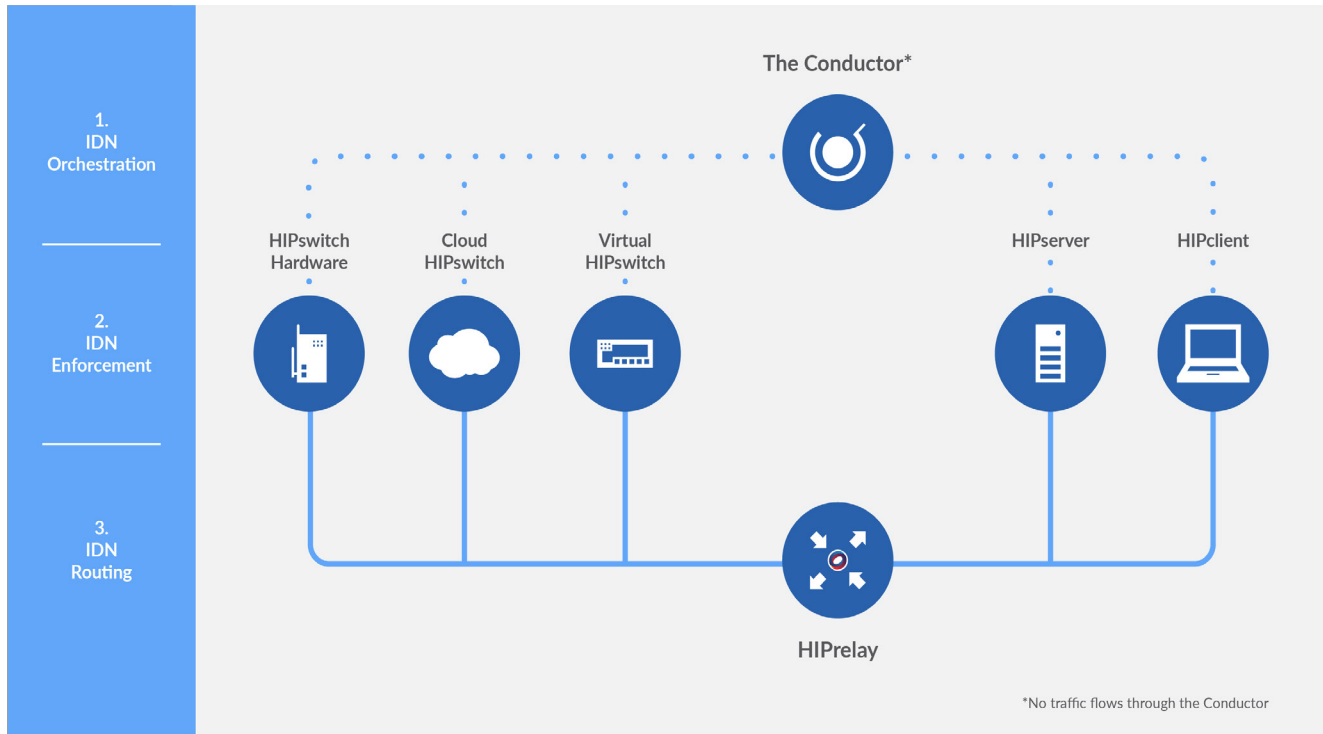 The Conductor*
1.
IDN
Orchestration
HIPswitch
Hardware
Cloud
HIPswitch
Virtual
HIPswitch
HIPserver
HIPclient
2.
IDN
Enforcement
3.
IDN
Routing
HIPrelay
*No traffic flows through the Conductor